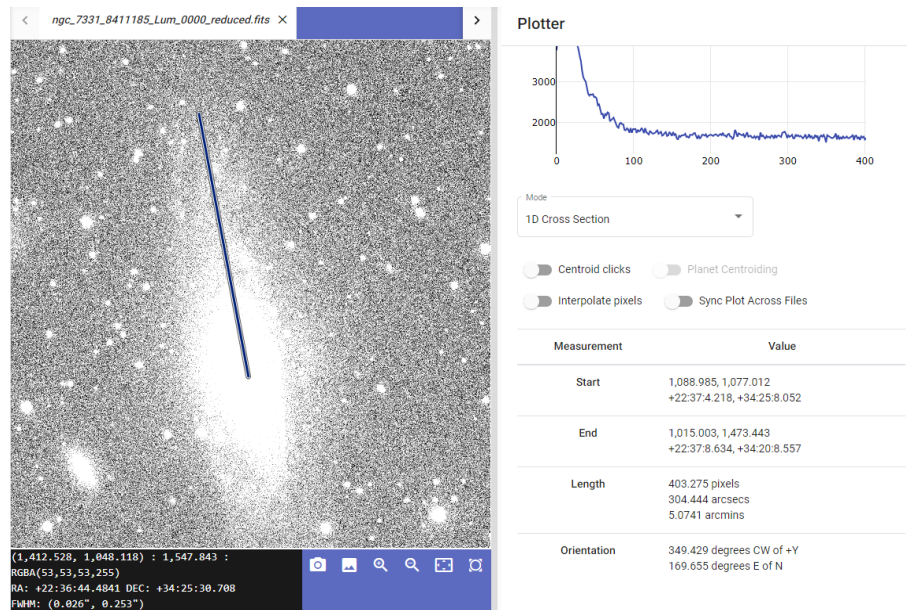 ngc_7331_8411185_Lum_0000_reduced.fits
(1,412.528, 1,048.118) : 1,547.843 :
RGBA(53,53,53,255)
RA: +22:36:44.4841 DEC: +34:25:30.708
FWHM: (0.026", 0.253")
Plotter
3000
2000
0 100 200 300 400
Mode
1D Cross Section
Centroid clicks Planet Centroiding
Interpolate pixels Sync Plot Across Files
Measurement Value
Start 1,088.985, 1,077.012
+22:37:4.218, +34:25:8.052
End 1,015.003, 1,473.443
+22:37:8.634, +34:20:8.557
Length 403.275 pixels
304.444 arcsecs
5.0741 arcmins
Orientation 349.429 degrees CW of +Y
169.655 degrees E of N